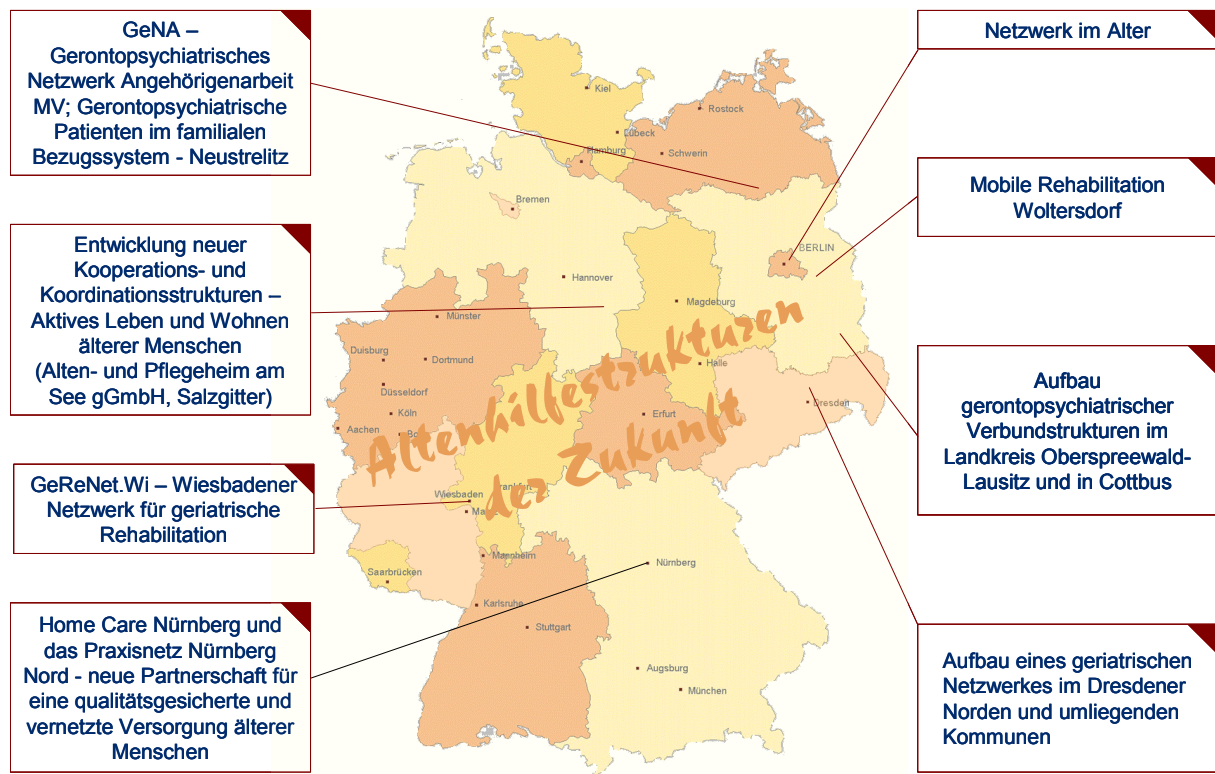 GeNA –
Gerontopsychiatrisches
Netzwerk Angehörigenarbeit
MV; Gerontopsychiatrische
Patienten im familialen
Bezugssystem - Neustrelitz
Entwicklung neuer
Kooperations- und
Koordinationsstrukturen –
Aktives Leben und Wohnen
älterer Menschen
(Alten- und Pflegeheim am
See gGmbH, Salzgitter)
GeReNet.Wi – Wiesbadener
Netzwerk für geriatrische
Rehabilitation
Home Care Nürnberg und
das Praxisnetz Nürnberg
Nord - neue Partnerschaft für
eine qualitätsgesicherte und
vernetzte Versorgung älterer
Menschen
Kiel
Rostock
Lübeck
Hamburg
Schwerin
Bremen
BERLIN
Hannover
Magdeburg
Münster
Duisburg
Dortmund
Halle
Düsseldorf
Dresden
Köln
Erfurt
Aachen
Altenhilfestrukturen
der Zukunft
Wiesbaden
Frankfurt
Mannheim
Nürnberg
Saarbrücken
Karlsruhe
Stuttgart
Augsburg
München
Netzwerk im Alter
Mobile Rehabilitation
Woltersdorf
Aufbau
gerontopsychiatrischer
Verbundstrukturen im
Landkreis Oberspreewald-
Lausitz und in Cottbus
Aufbau eines geriatrischen
Netzwerkes im Dresdener
Norden und umliegenden
Kommunen